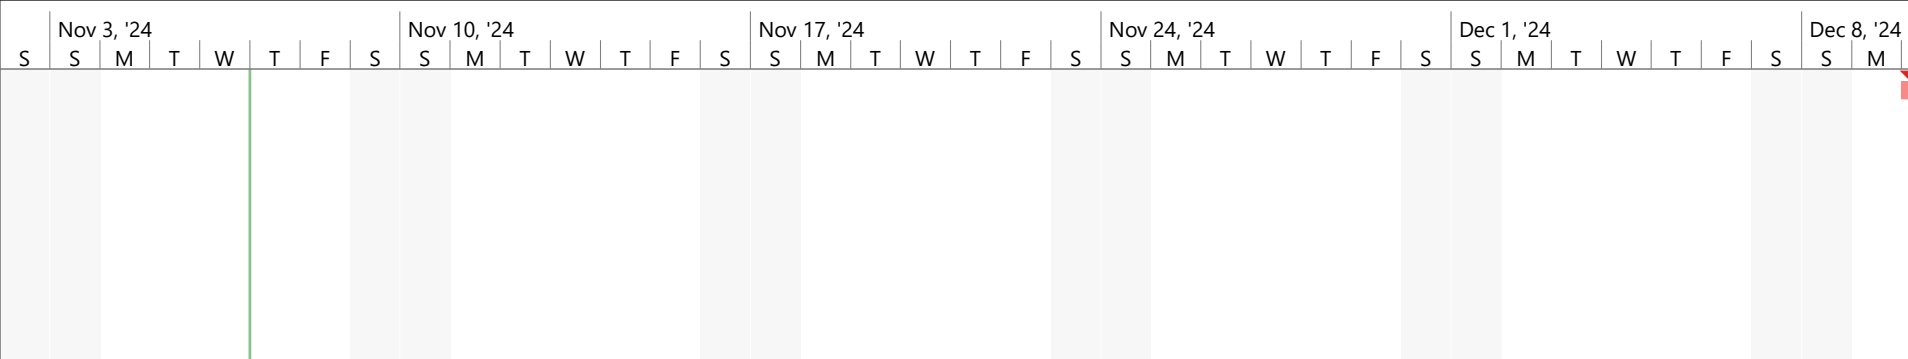 Nov 3, '24 Nov 10, '24 Nov 17, '24 Nov 24, '24 Dec 1, '24 Dec 8, '24
S S M T W T F S S M T W T F S S M T W T F S S M T W T F S S M T W T F S S M